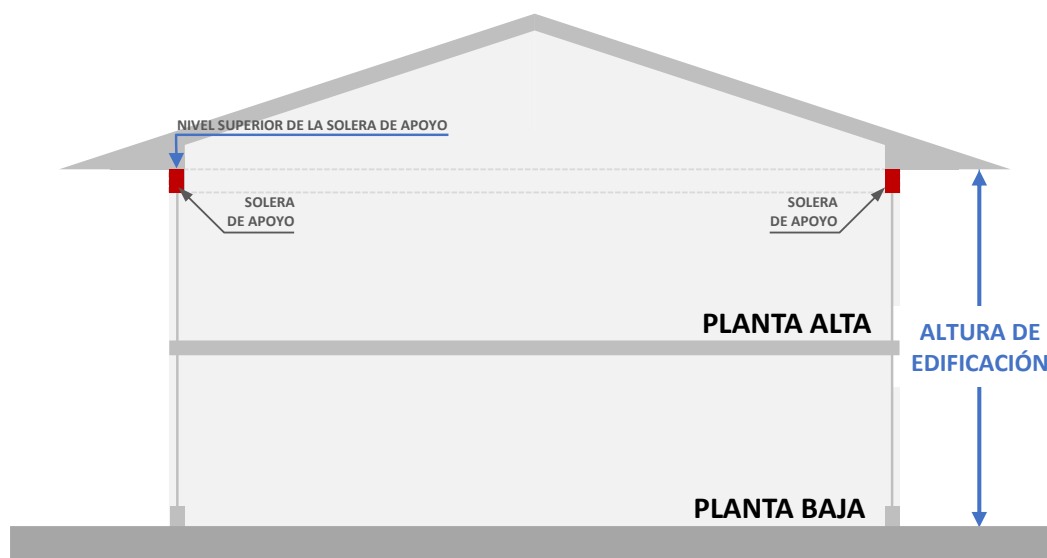 NIVEL SUPERIOR DE LA SOLERA DE APOYO
SOLERA
DE APOYO
SOLERA
DE APOYO
PLANTA ALTA
ALTURA DE
EDIFICACIÓN
PLANTA BAJA